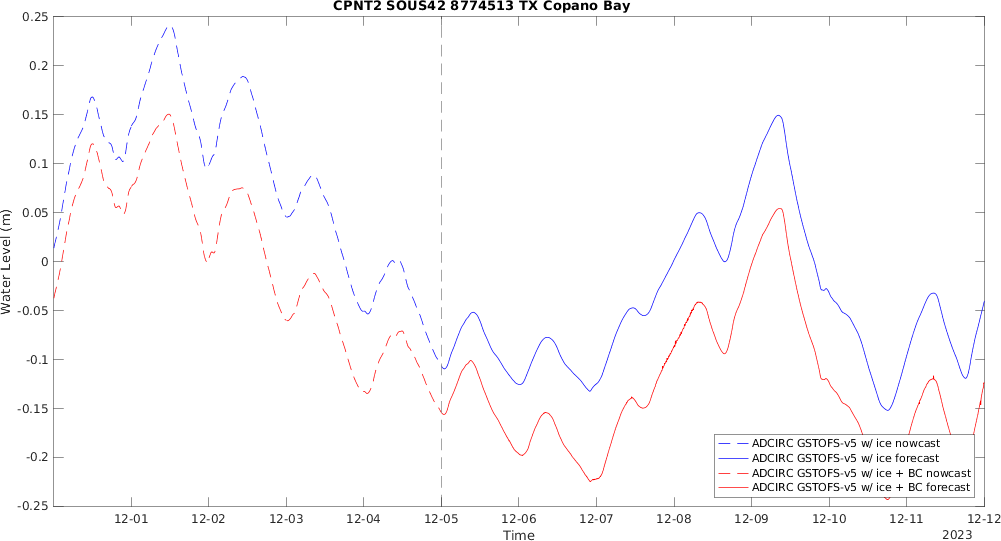 CPNT2 SOUS42 8774513 TX Copano Bay
0.25
0.2
0.15
0.1
0.05
0
-0.05
-0.1
-0.15
-0.2
-0.25
Water Level (m)
ADCIRC GSTOFS-v5 w/ ice nowcast
ADCIRC GSTOFS-v5 w/ ice forecast
ADCIRC GSTOFS-v5 w/ ice + BC nowcast
ADCIRC GSTOFS-v5 w/ ice + BC forecast
12-01 12-02 12-03 12-04 12-05 12-06 12-07 12-08 12-09 12-10 12-11 12-12
Time
2023